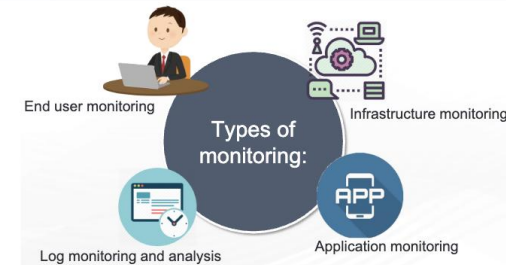 End user monitoring
Infrastructure monitoring
Types of
monitoring:
APP
Log monitoring and analysis
Application monitoring